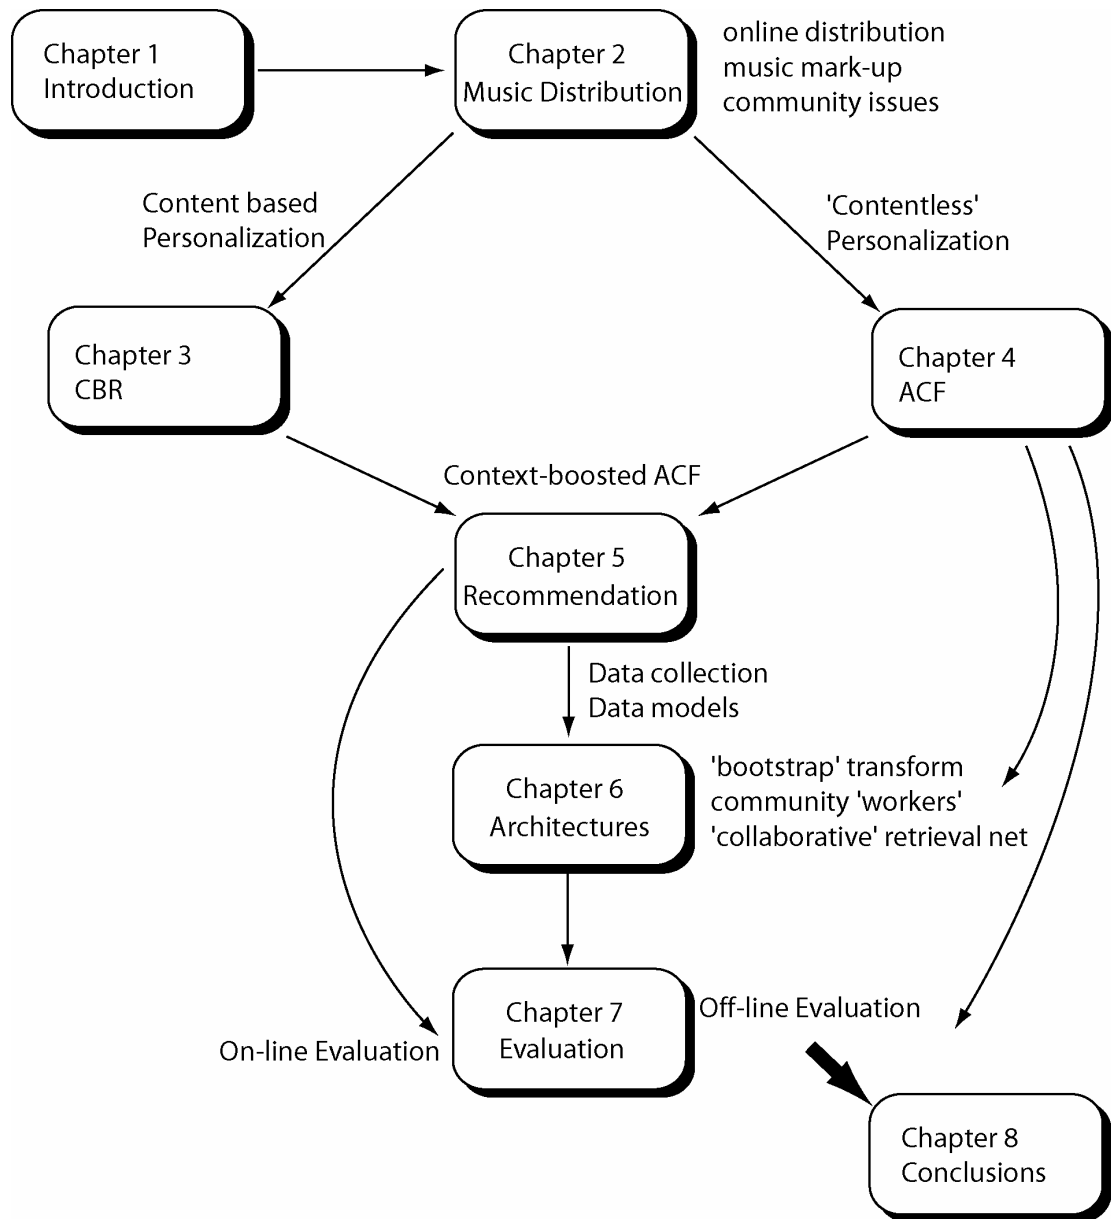 Chapter 1
Introduction
Chapter 2
Music Distribution
online distribution
music mark-up
community issues
Content based
Personalization
'Contentless'
Personalization
Chapter 3
CBR
Chapter 4
ACF
Context-boosted ACF
Chapter 5
Recommendation
Data collection
Data models
Chapter 6
Architectures
'bootstrap' transform
community 'workers'
'collaborative' retrieval net
Chapter 7
Evaluation
Off-line Evaluation
On-line Evaluation
Chapter 8
Conclusions